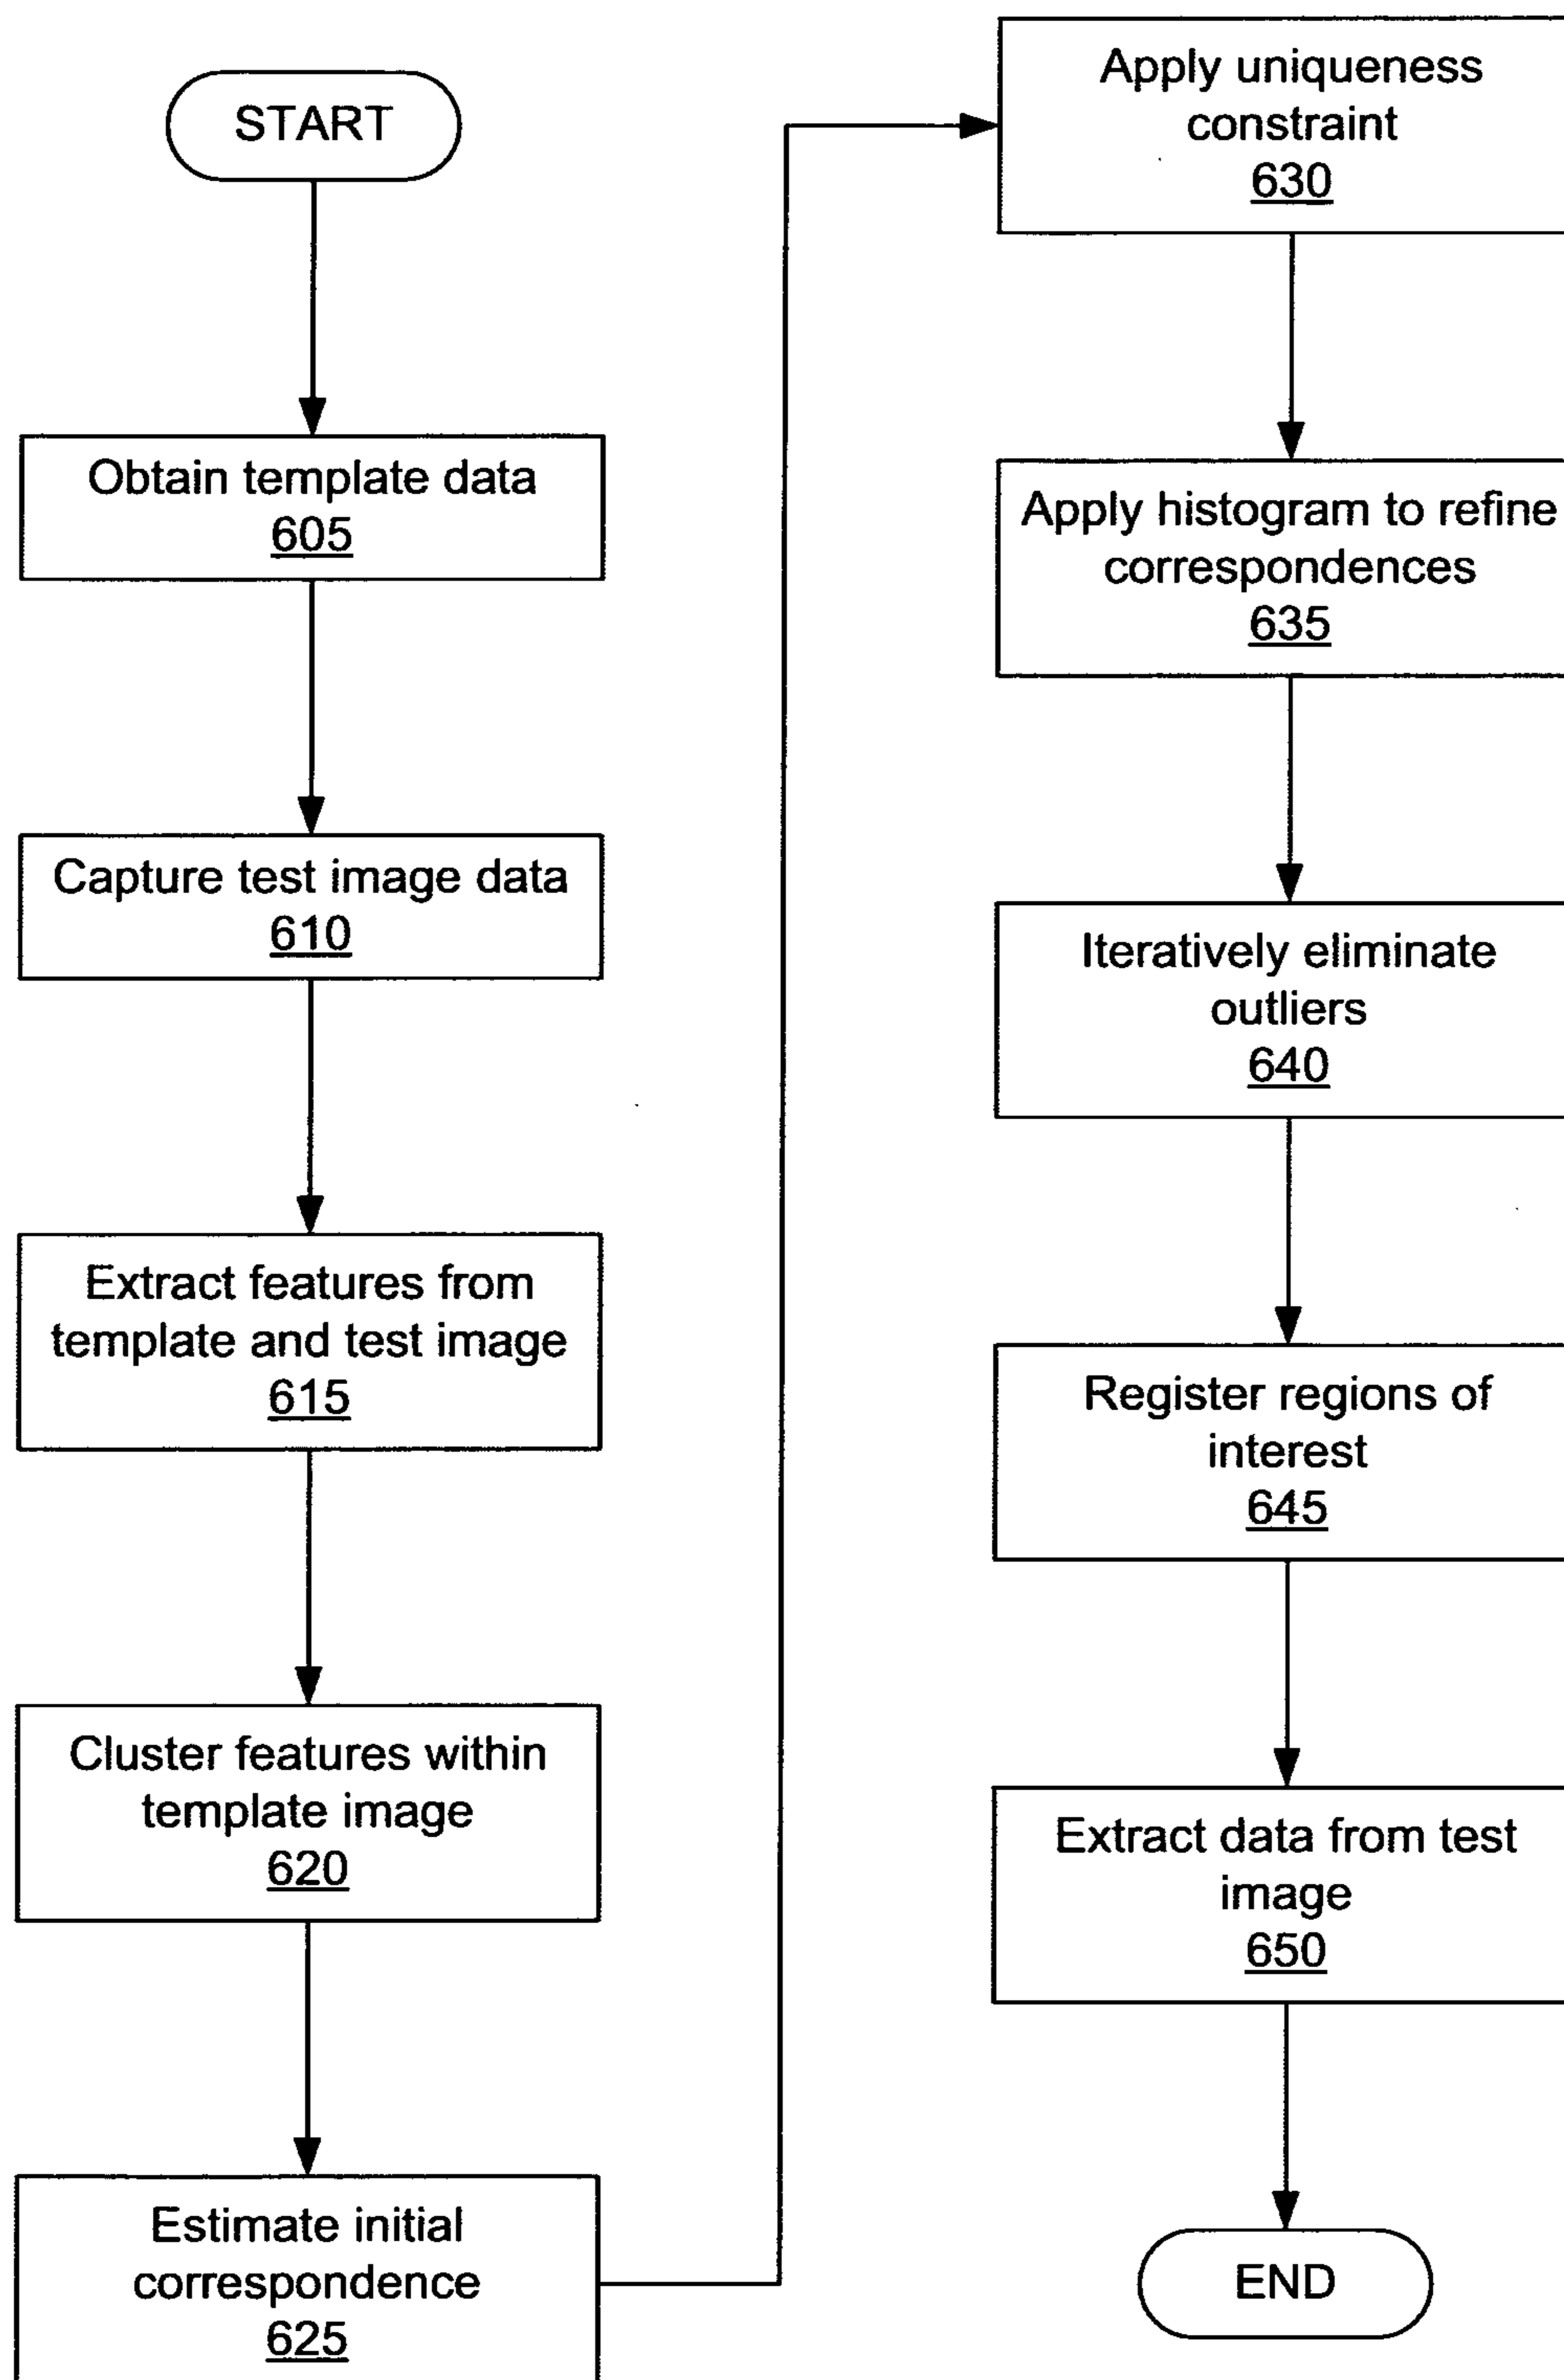 START
Obtain template data
605
Capture test image data
610
Extract features from
template and test image
615
Cluster features within
template image
620
Estimate initial
correspondence
625
Apply uniqueness
constraint
630
Apply histogram to refine
correspondences
635
Iteratively eliminate
outliers
640
Register regions of
interest
645
Extract data from test
image
650
END